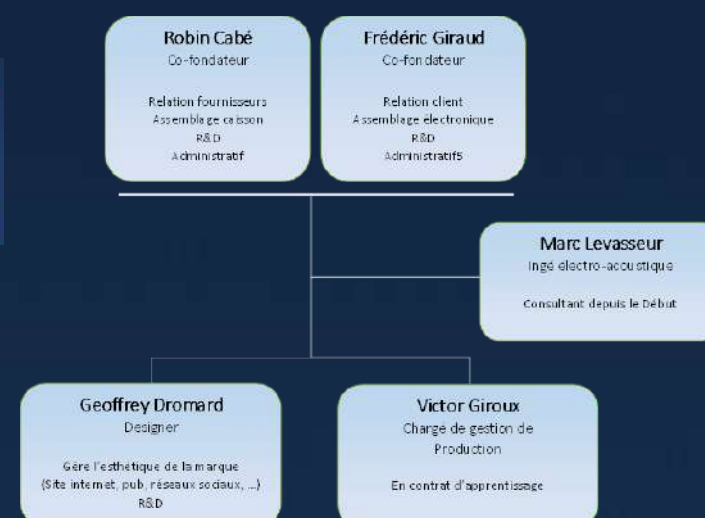 Robin Cabé
Co-fondateur
Relation fournisseurs
Assemblage caisson
R&D
Administratif
Frédéric Giraud
Co-fondateur
Relation client
Assemblage électronique
R&D
Administratif5
Marc Levasseur
Ingé électro-acoustique
Consultant depuis le Début
Geoffrey Dromard
Designer
Gère l'esthétique de la marque
(Site internet, pub, réseaux sociaux, ...)
R&D
Victor Giroux
Chargé de gestion de
Production
En contrat d'apprentissage